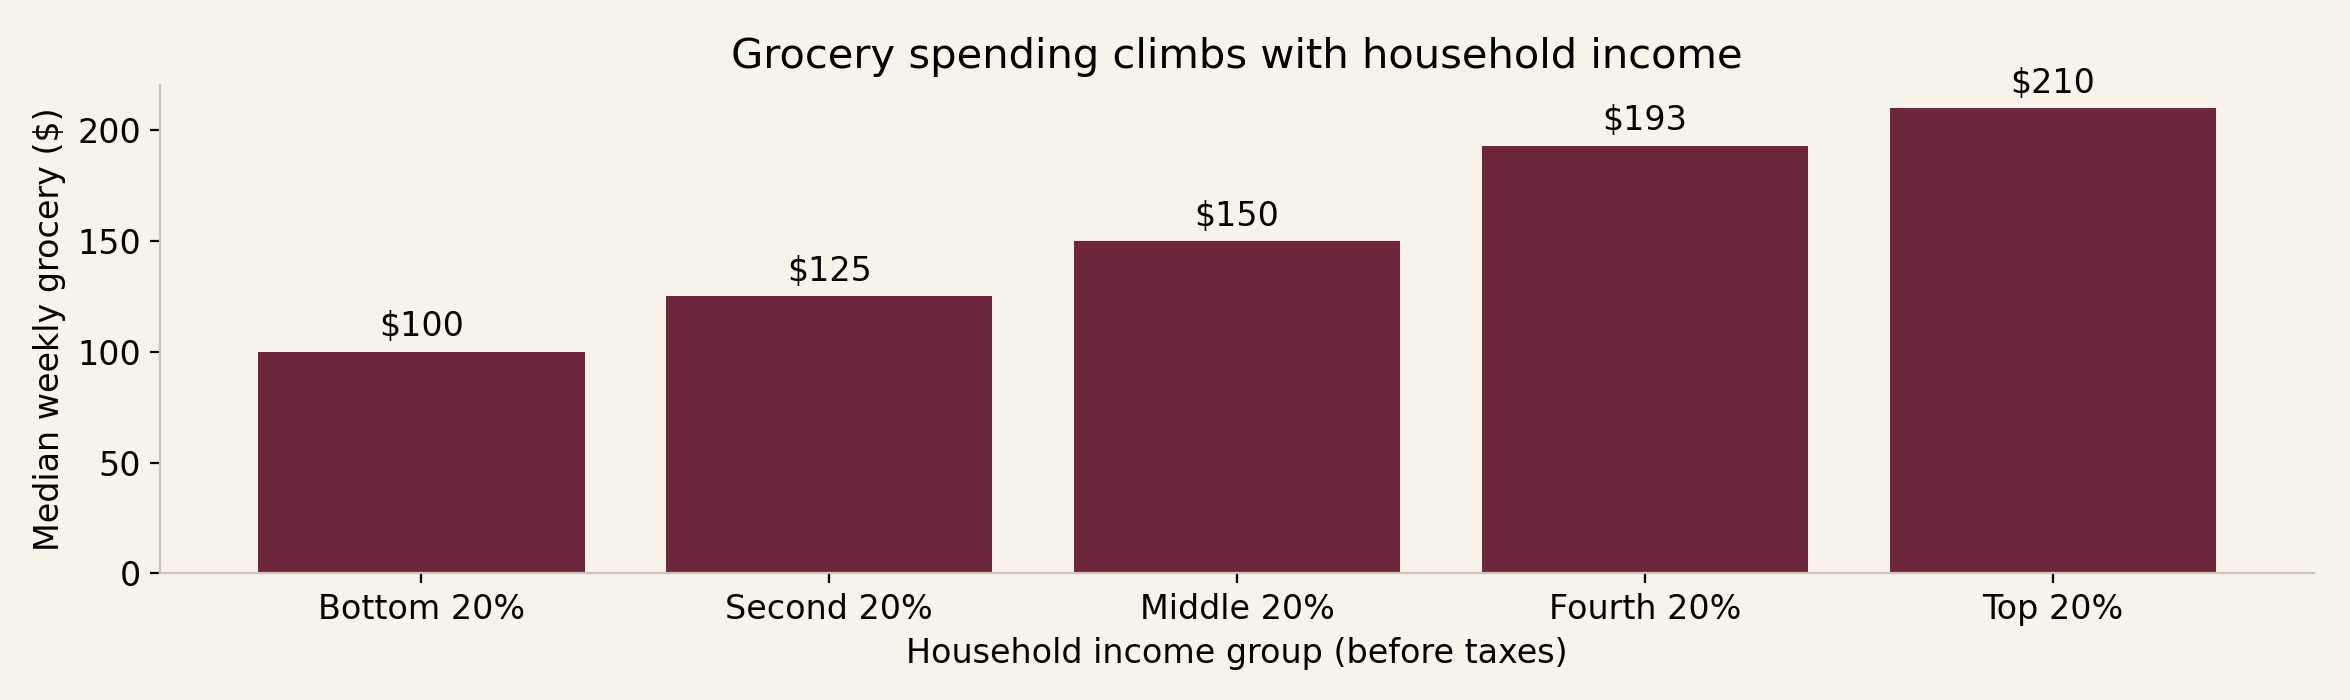 Grocery spending climbs with household income
Median weekly grocery ($)
200
150
100
50
0
$100
$125
$150
$193
$210
Bottom 20%
Second 20%
Middle 20%
Fourth 20%
Top 20%
Household income group (before taxes)